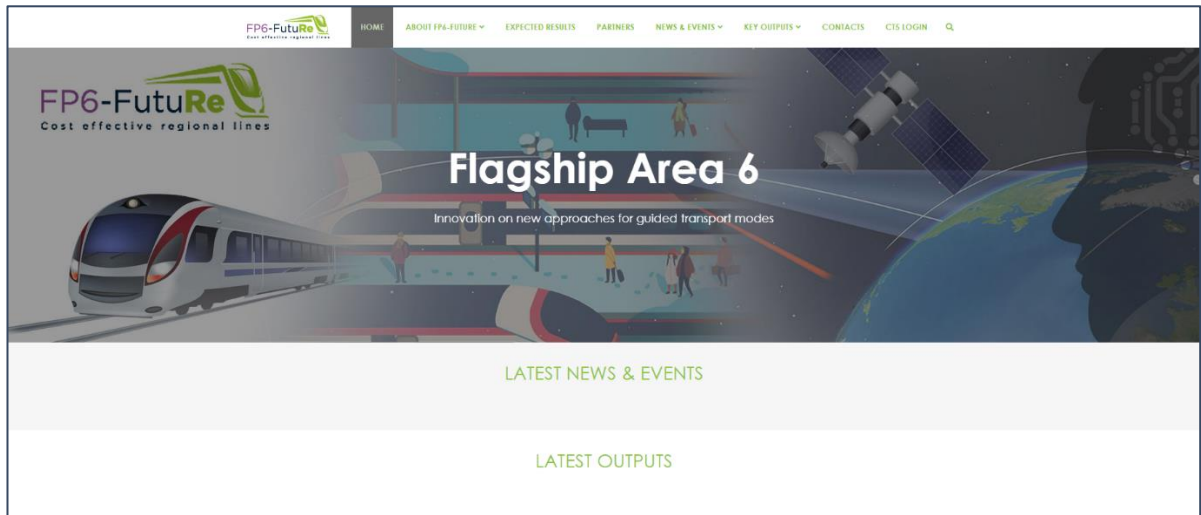 FP6-FutuRe
Cost effective regional lines
HOME
ABOUT FP6-FUTURE
EXPECTED RESULTS
PARTNERS
NEWS & EVENTS
KEY OUTPUTS
CONTACTS
CTS LOGIN
FP6-FutuRe
Cost effective regional lines
Flagship Area 6
Innovation on new approaches for guided transport modes
LATEST NEWS & EVENTS
LATEST OUTPUTS